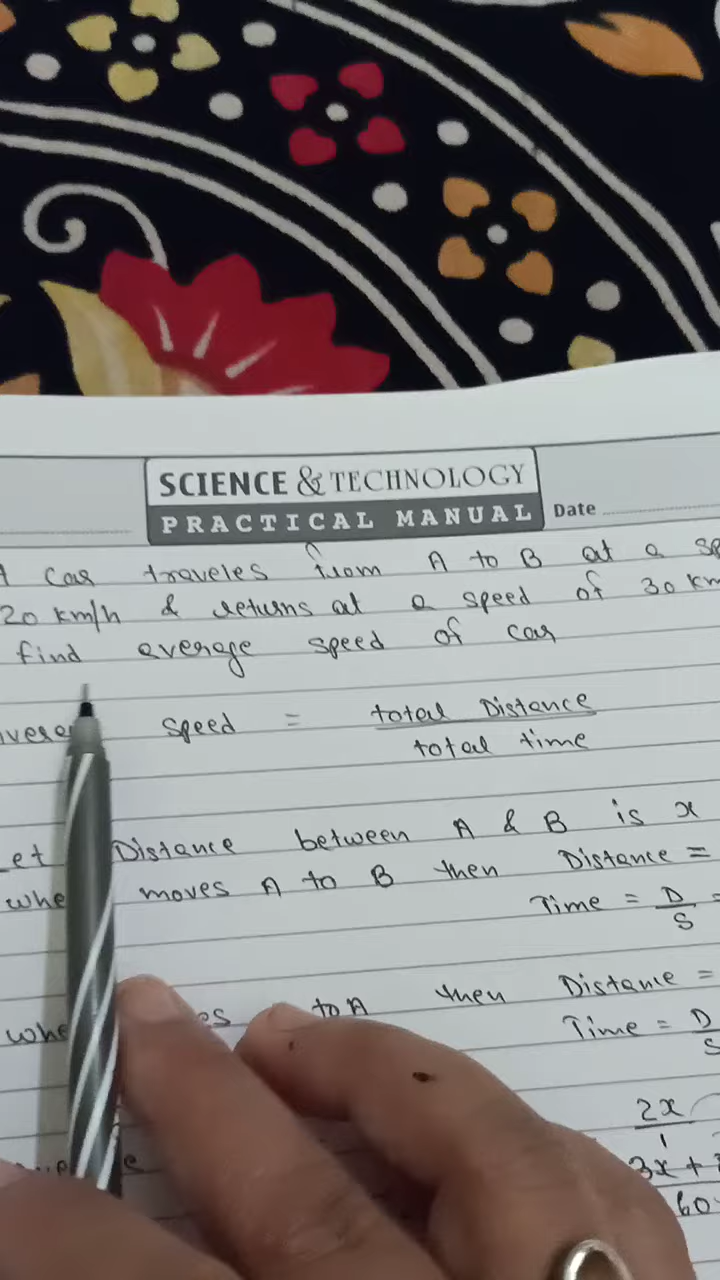 SCIENCE & TECHNOLOGY
PRACTICAL MANUAL
Date
car traveles from A to B at a
20 km/h & returns at a speed of 30
find average speed of car
speed = total Distance
total time
Distance between A & B is x
moves A to B then Distance =
Time = D/S =
to A then Distance =
Time = D/S
2x
1
3x +
60